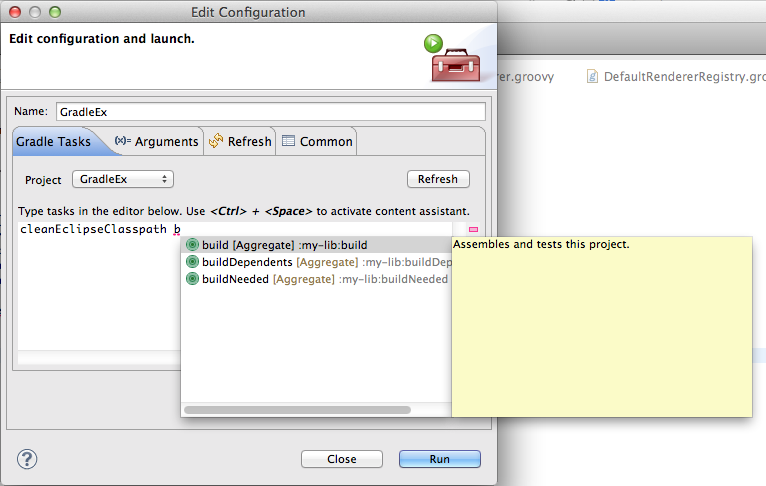 Edit Configuration
Edit configuration and launch.
erer.groovy
DefaultRendererRegistry.gro
Name: GradleEx
Gradle Tasks
(x)= Arguments
Refresh
Common
Project GradleEx
Refresh
Type tasks in the editor below. Use <Ctrl> + <Space> to activate content assistant.
cleanEclipseClasspath b
build [Aggregate] :my-lib:build
buildDependents [Aggregate] :my-lib:buildDep
buildNeeded [Aggregate] :my-lib:buildNeeded
Assembles and tests this project.
?
Close
Run